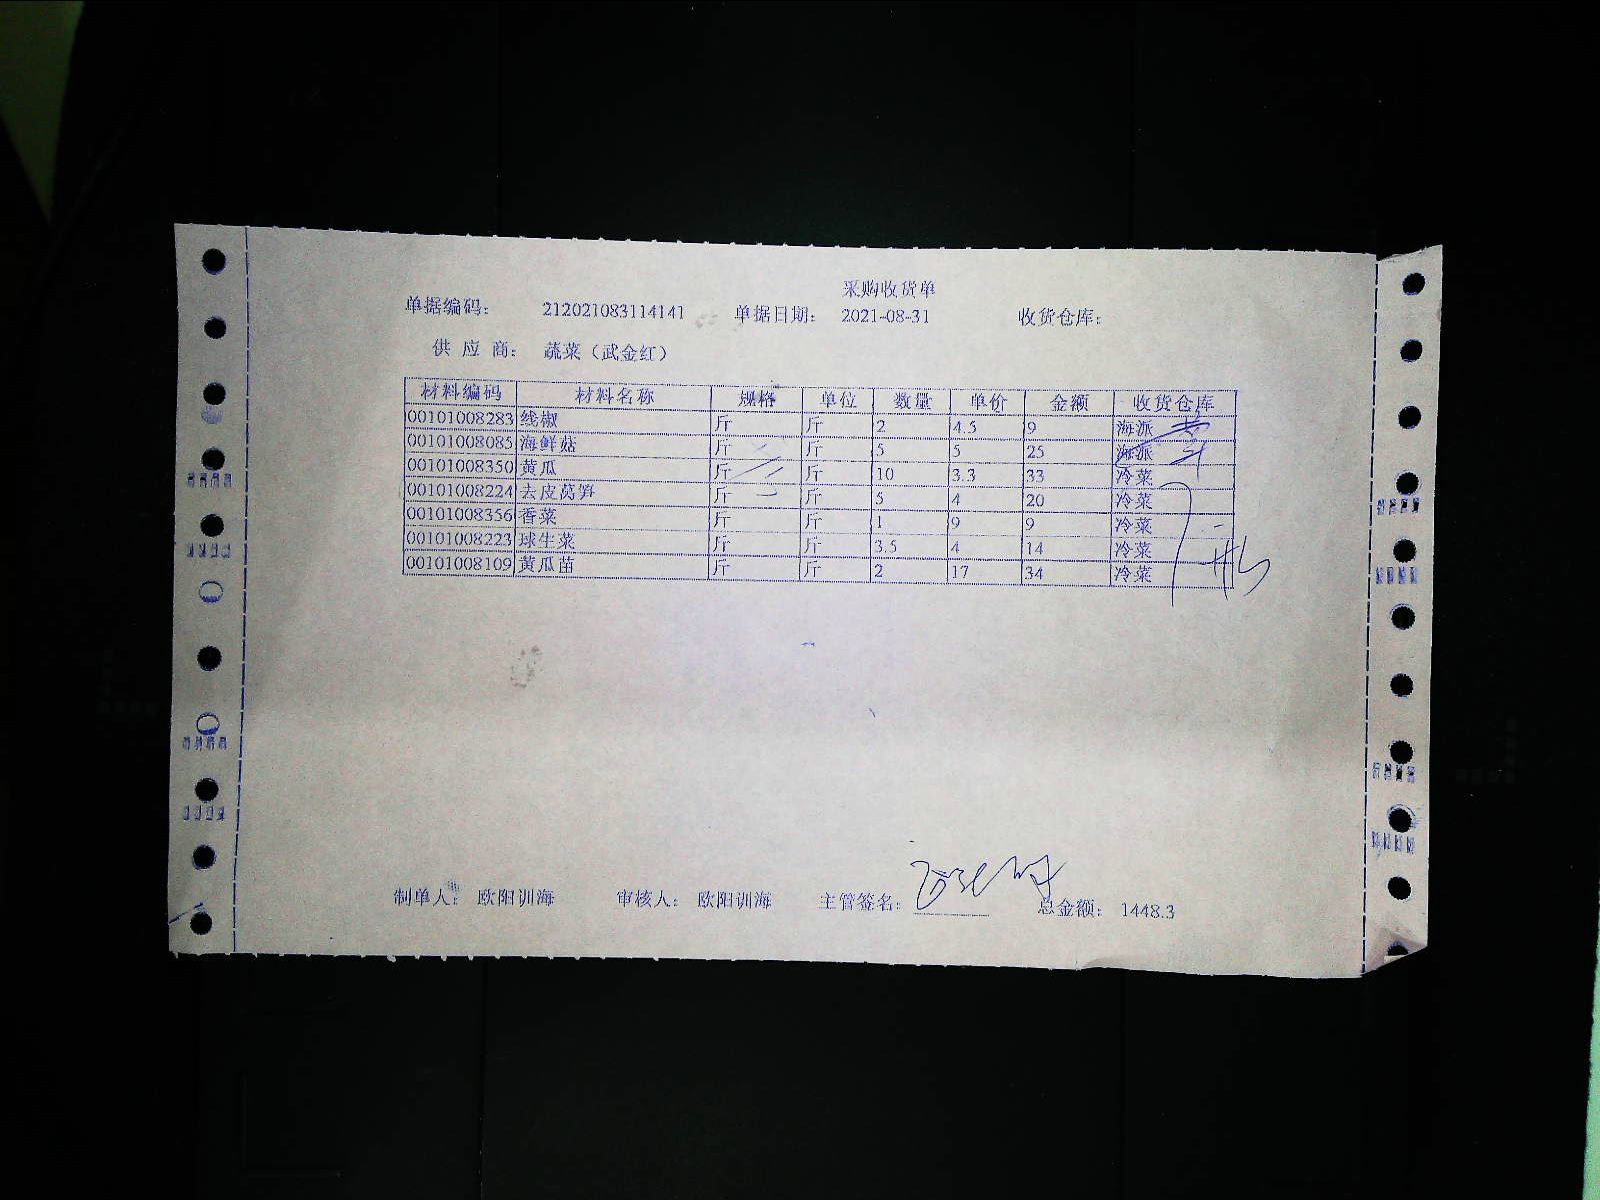 采购收货单
单据编码: 212021083114141 单据日期: 2021-08-31 收货仓库:
供 应 商: 蔬菜（武金红）
材料编码 材料名称 规格 单位 数量 单价 金额 收货仓库
00101008283 线椒 斤 斤 2 4.5 9 海派
00101008085 海鲜菇 斤 斤 5 5 25 海派
00101008350 黄瓜 斤 斤 10 3.3 33 冷菜
00101008224 去皮莴笋 斤 斤 5 4 20 冷菜
00101008356 香菜 斤 斤 1 9 9 冷菜
00101008223 球生菜 斤 斤 3.5 4 14 冷菜
00101008109 黄瓜苗 斤 斤 2 17 34 冷菜
制单人: 欧阳训海 审核人: 欧阳训海 主管签名: 总金额: 1448.3